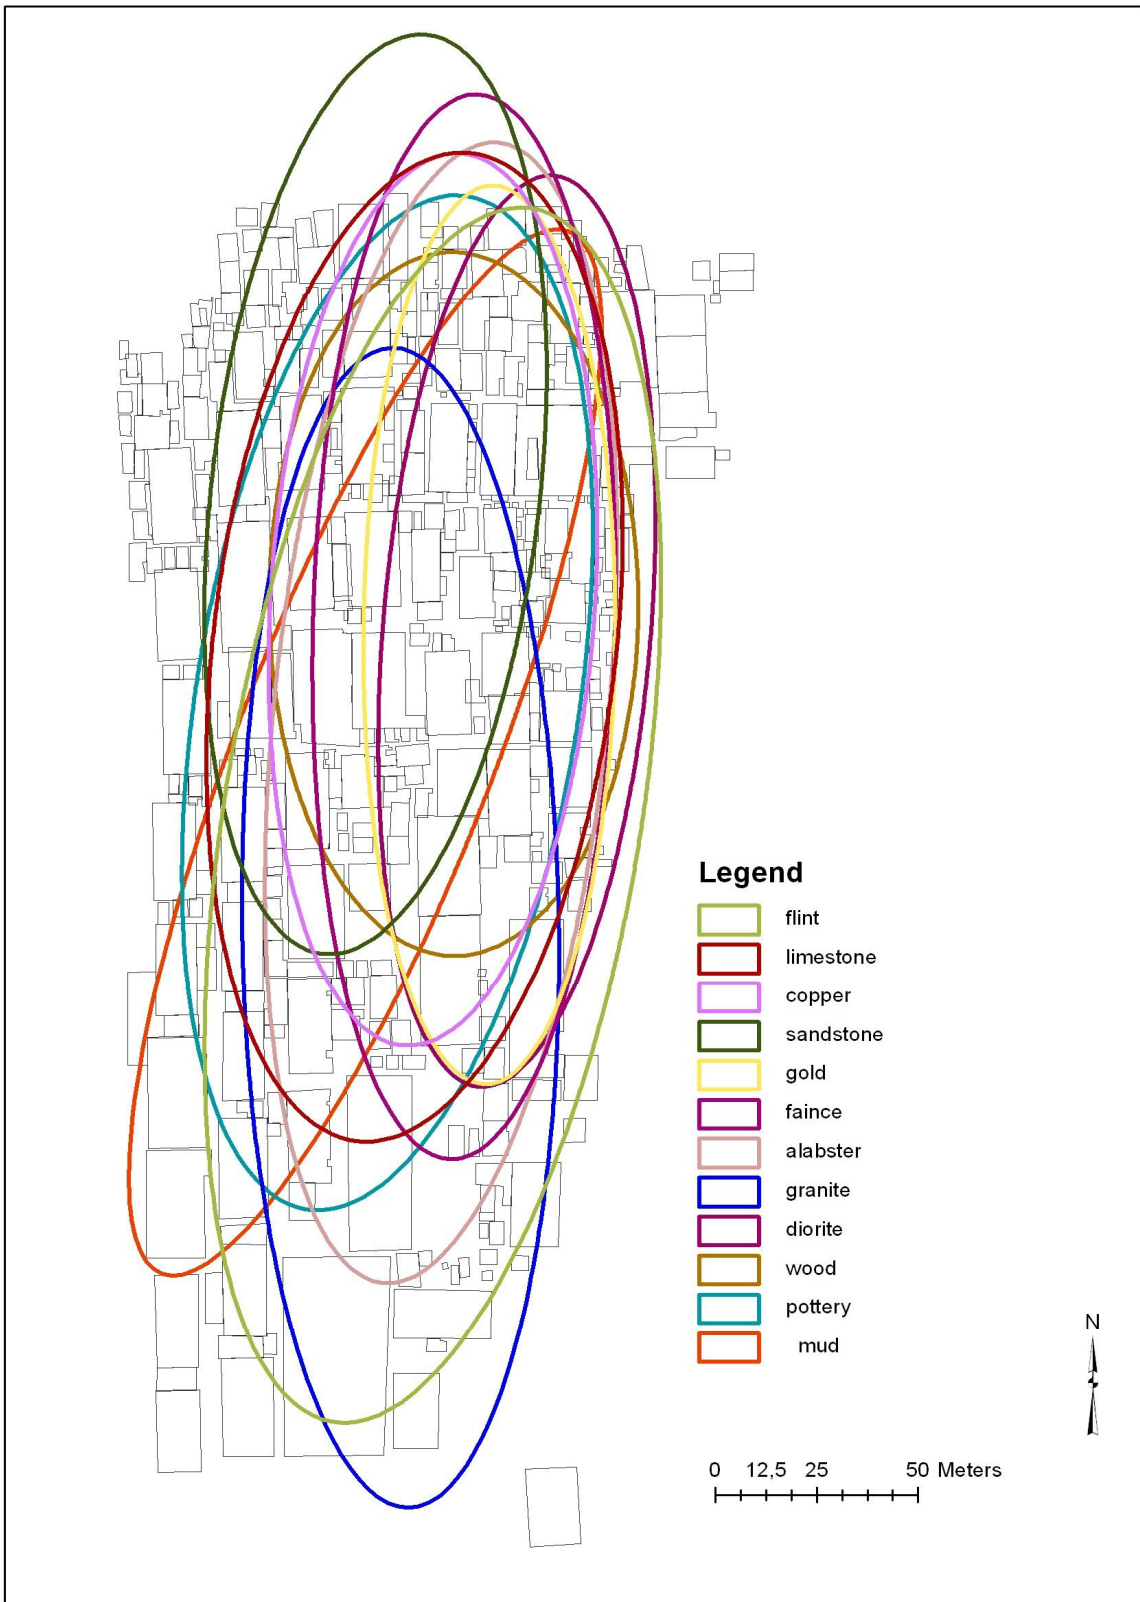 Legend
flint
limestone
copper
sandstone
gold
faince
alabster
granite
diorite
wood
pottery
mud
N
0 12,5 25 50 Meters